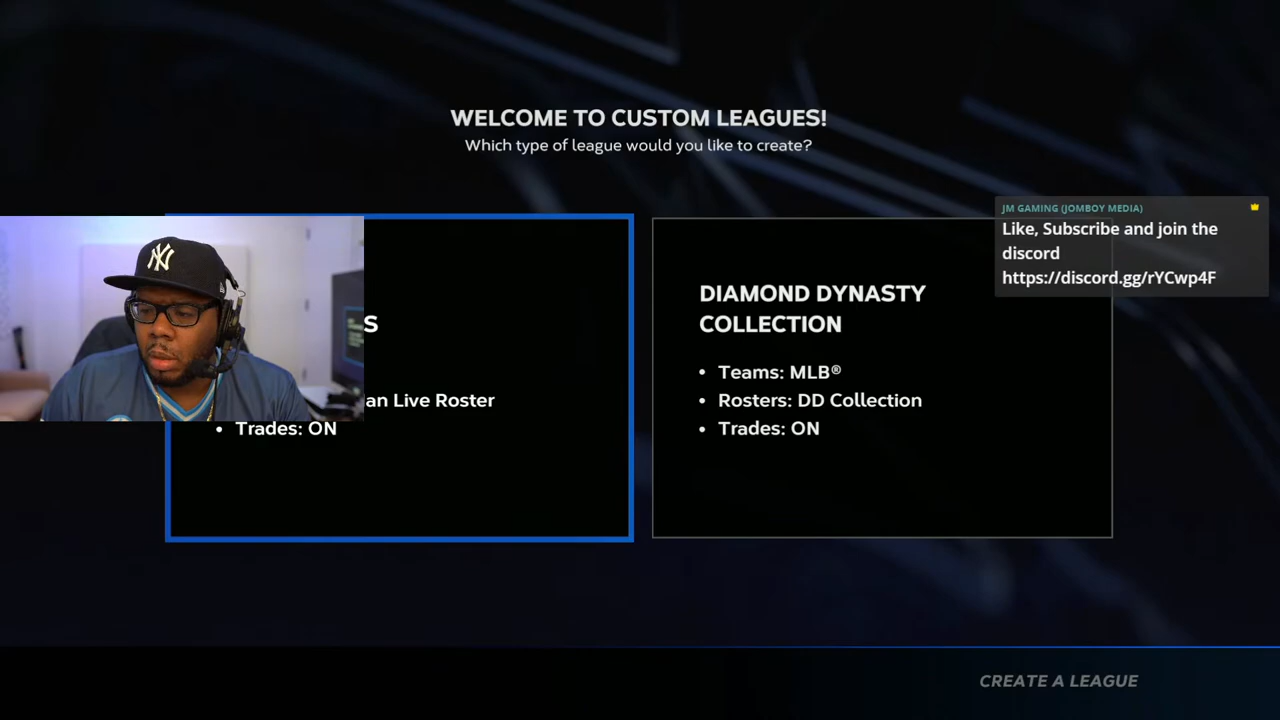 WELCOME TO CUSTOM LEAGUES!
Which type of league would you like to create?
JM GAMING (JOMBOY MEDIA)
Like, Subscribe and join the
discord
https://discord.gg/rYCwp4F
S
an Live Roster
• Trades: ON
DIAMOND DYNASTY
COLLECTION
• Teams: MLB®
• Rosters: DD Collection
• Trades: ON
NY
CREATE A LEAGUE